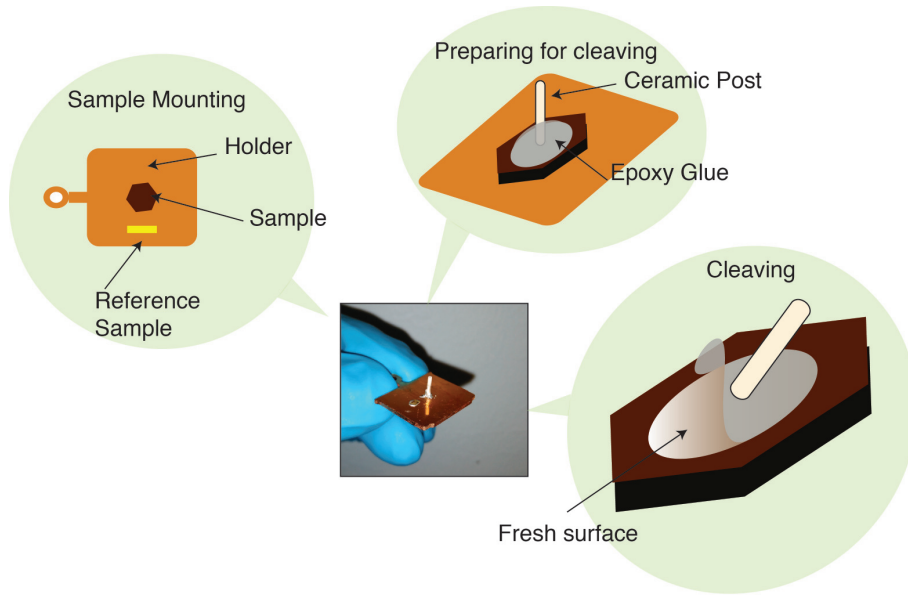 Sample Mounting
Holder
Sample
Reference
Sample
Preparing for cleaving
Ceramic Post
Epoxy Glue
Cleaving
Fresh surface